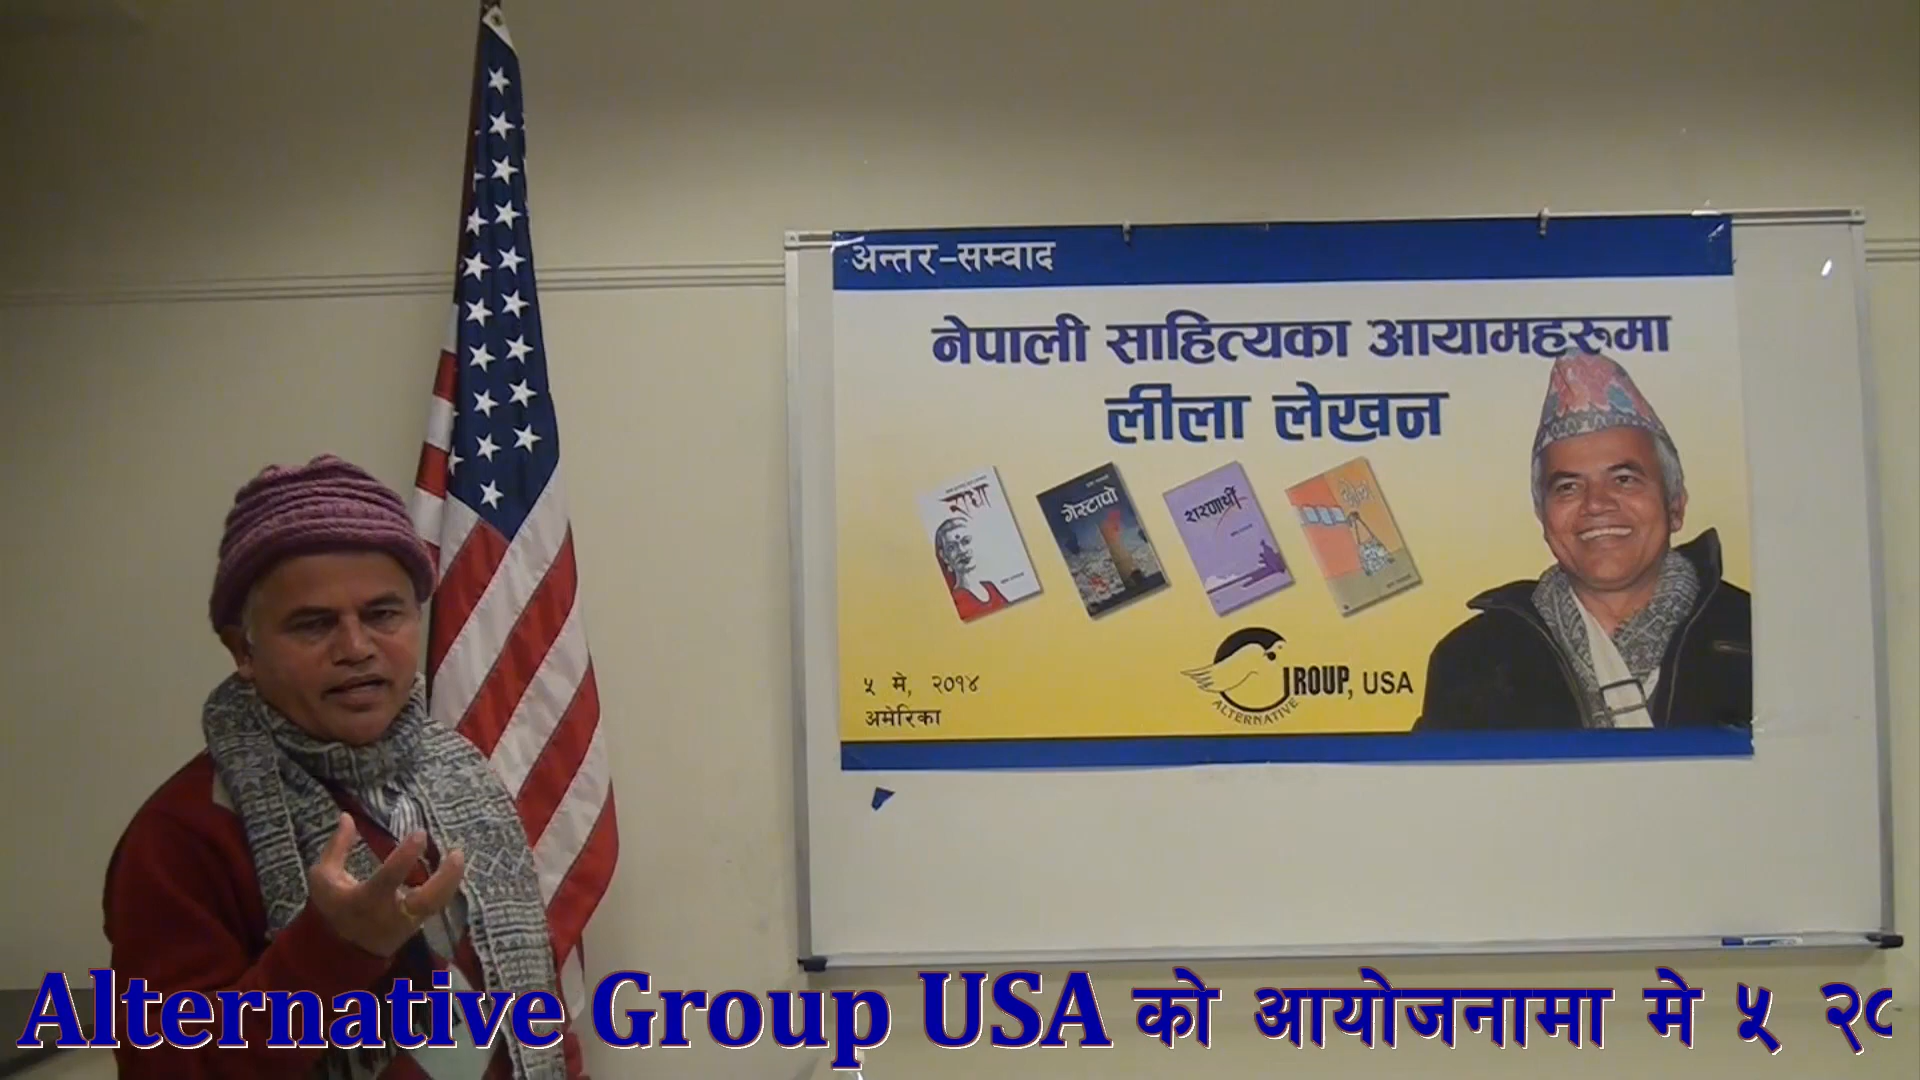 अन्तर-सम्वाद
नेपाली साहित्यका आयामहरूमा
लीला लेखन
राधा
गेस्टापो
शरणार्थी
५ मे, २०१४
अमेरिका
ROUP, USA
ALTERNATIVE
Alternative Group USA को आयोजनामा मे ५ २०